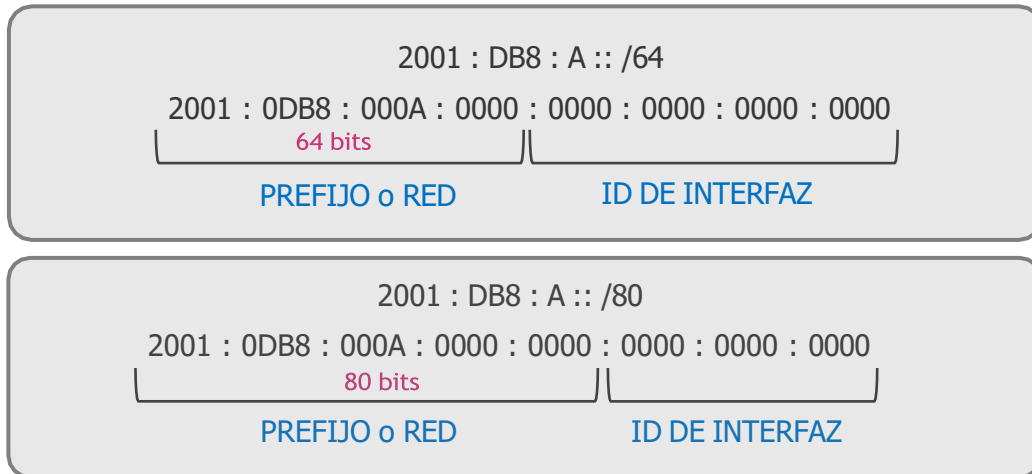 2001 : DB8 : A :: /64
2001 : 0DB8 : 000A : 0000 : 0000 : 0000 : 0000 : 0000
64 bits
PREFIJO o RED ID DE INTERFAZ
2001 : DB8 : A :: /80
2001 : 0DB8 : 000A : 0000 : 0000 : 0000 : 0000 : 0000
80 bits
PREFIJO o RED ID DE INTERFAZ